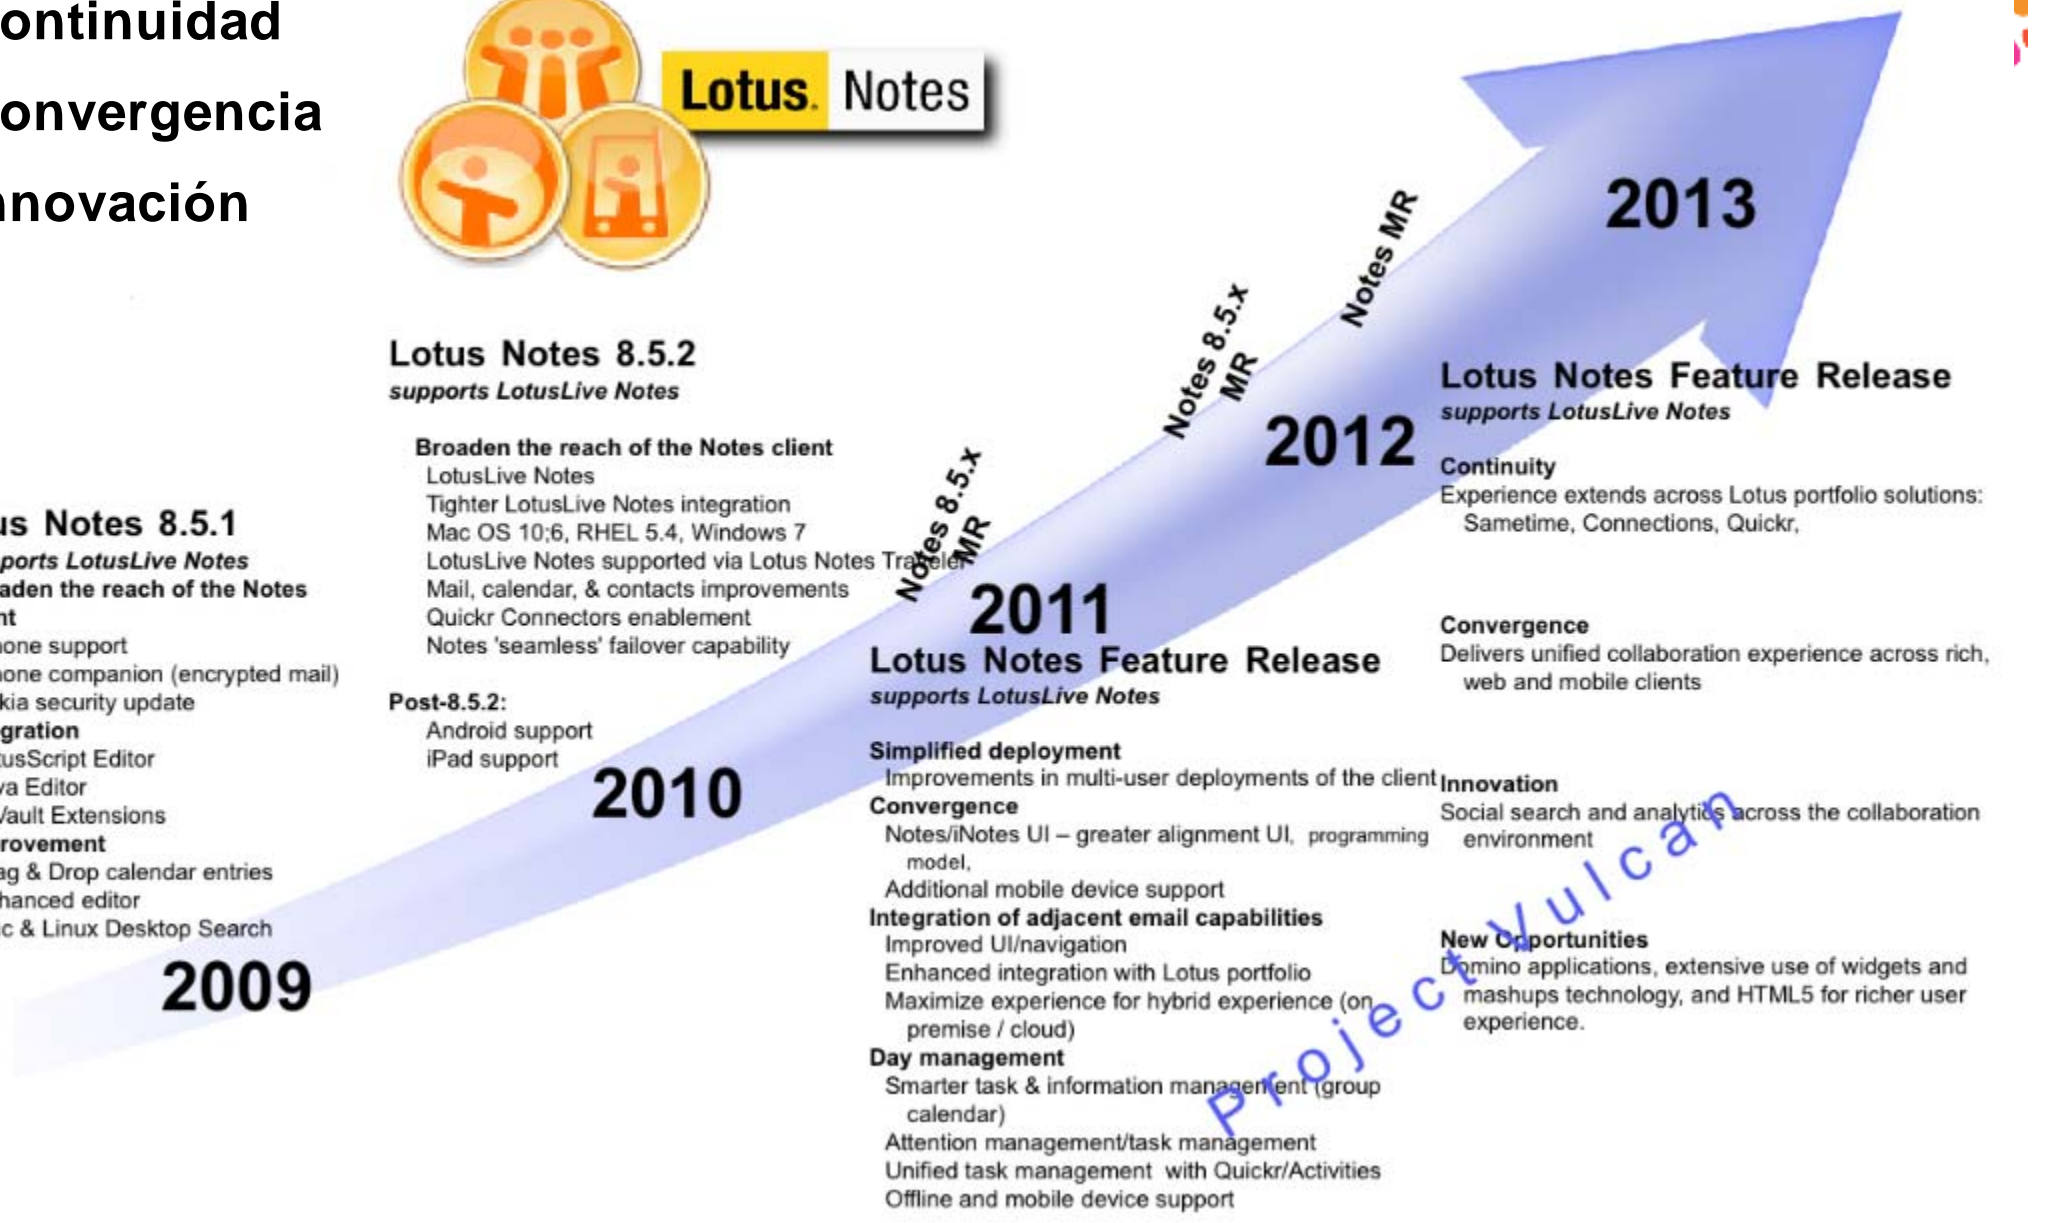 ontinuidad
onvergencia
nnovación
Lotus. Notes
2013
Notes MR
Notes 8.5.x
MR
2012
Notes 8.5.x
MR
2011
2010
2009
us Notes 8.5.1
ports LotusLive Notes
aden the reach of the Notes
nt
one support
one companion (encrypted mail)
kia security update
gration
tusScript Editor
va Editor
Vault Extensions
rovement
ag & Drop calendar entries
hanced editor
c & Linux Desktop Search
Lotus Notes 8.5.2
supports LotusLive Notes
Broaden the reach of the Notes client
LotusLive Notes
Tighter LotusLive Notes integration
Mac OS 10;6, RHEL 5.4, Windows 7
LotusLive Notes supported via Lotus Notes Traveler
Mail, calendar, & contacts improvements
Quickr Connectors enablement
Notes 'seamless' failover capability
Post-8.5.2:
Android support
iPad support
Lotus Notes Feature Release
supports LotusLive Notes
Simplified deployment
Improvements in multi-user deployments of the client
Convergence
Notes/iNotes UI – greater alignment UI, programming
model,
Additional mobile device support
Integration of adjacent email capabilities
Improved UI/navigation
Enhanced integration with Lotus portfolio
Maximize experience for hybrid experience (on
premise / cloud)
Day management
Smarter task & information management (group
calendar)
Attention management/task management
Unified task management with Quickr/Activities
Offline and mobile device support
Lotus Notes Feature Release
supports LotusLive Notes
Continuity
Experience extends across Lotus portfolio solutions:
Sametime, Connections, Quickr,
Convergence
Delivers unified collaboration experience across rich,
web and mobile clients
Innovation
Social search and analytics across the collaboration
environment
New Opportunities
Domino applications, extensive use of widgets and
mashups technology, and HTML5 for richer user
experience.
Project Vulcan